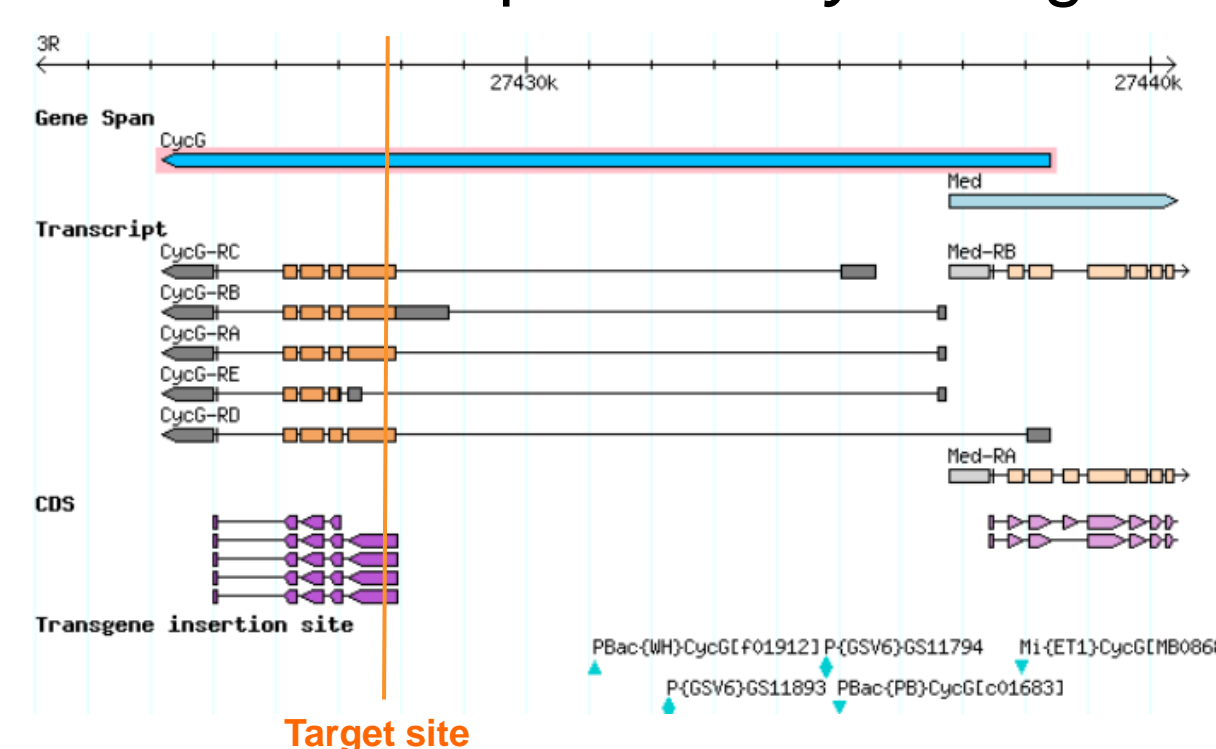 3R
27430k 27440k
Gene Span
CycG
Med
Transcript
CycG-RC Med-RB
CycG-RB
CycG-RA
CycG-RE
CycG-RD
Med-RA
CDS
Transgene insertion site
PBac{WH}CycG[f01912] P{GSV6}GS11794 Mi{ET1}CycG[MB0868
P{GSV6}GS11893 PBac{PB}CycG[c01683]
Target site